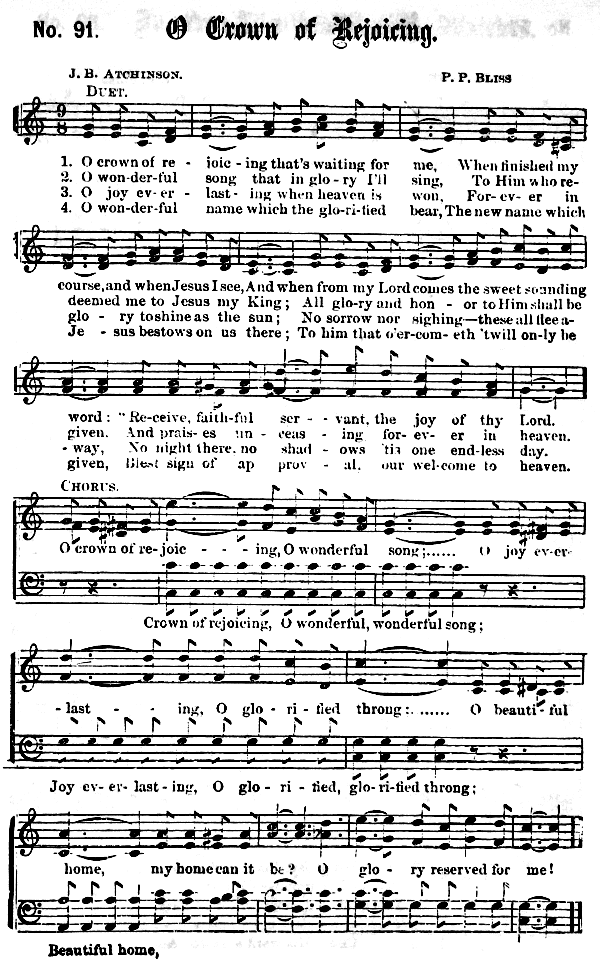 No. 91. O Crown of Rejoicing.
J. B. ATCHINSON. P. P. BLISS
DUET.
9 8
1. O crown of re - joic - ing that's waiting for me, When finished my
2. O won-der-ful song that in glo-ry I'll sing, To Him who re-
3. O joy ev-er - last - ing when heaven is won, For-ev-er in
4. O won-der-ful name which the glo-ri-fied bear, The new name which
course, and when Jesus I see, And when from my Lord comes the sweet sounding
deemed me to Jesus my King; All glo-ry and hon - or to Him shall be
glo - ry to shine as the sun; No sorrow nor sighing—these all flee a-
Je - sus bestows on us there; To him that o'er-com-eth 'twill on-ly be
word: "Re-ceive, faith-ful ser - - vant, the joy of thy Lord.
given. And prais-es un - ceas - ing for-ev-er in heaven.
- way, No night there, no shad - ows 'tis one end-less day.
given, Blest sign of ap prov - al, our wel-come to heaven.
CHORUS.
O crown of re-joic - - - ing, O wonderful song;...... O joy ever-
Crown of rejoicing, O wonderful, wonderful song;
-last - - - ing, O glo-ri-fied throng:...... O beauti-ful
Joy ev-er-last-ing, O glo-ri-fied, glo-ri-fied throng;
home, my home can it be? O glo-ry reserved for me!
Beautiful home,